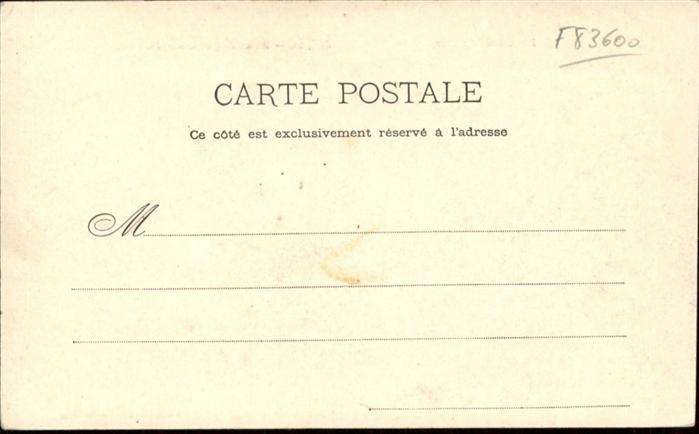 F83600
CARTE POSTALE
Ce côté est exclusivement réservé à l'adresse
M